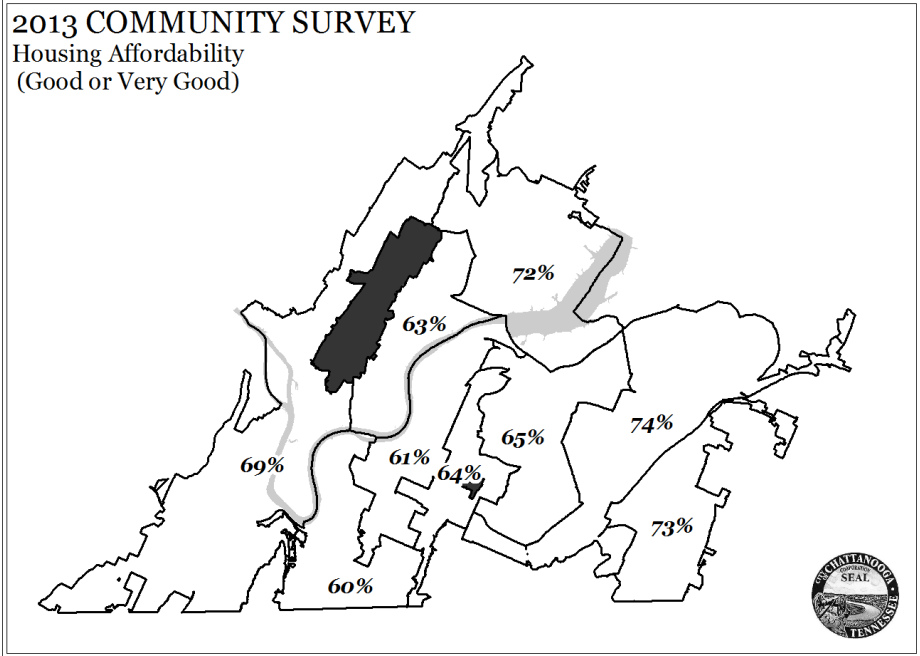 2013 COMMUNITY SURVEY
Housing Affordability
(Good or Very Good)
72%
63%
74%
65%
61%
64%
69%
73%
60%
CHATTANOOGA
CORPORATION
SEAL
TENNESSEE